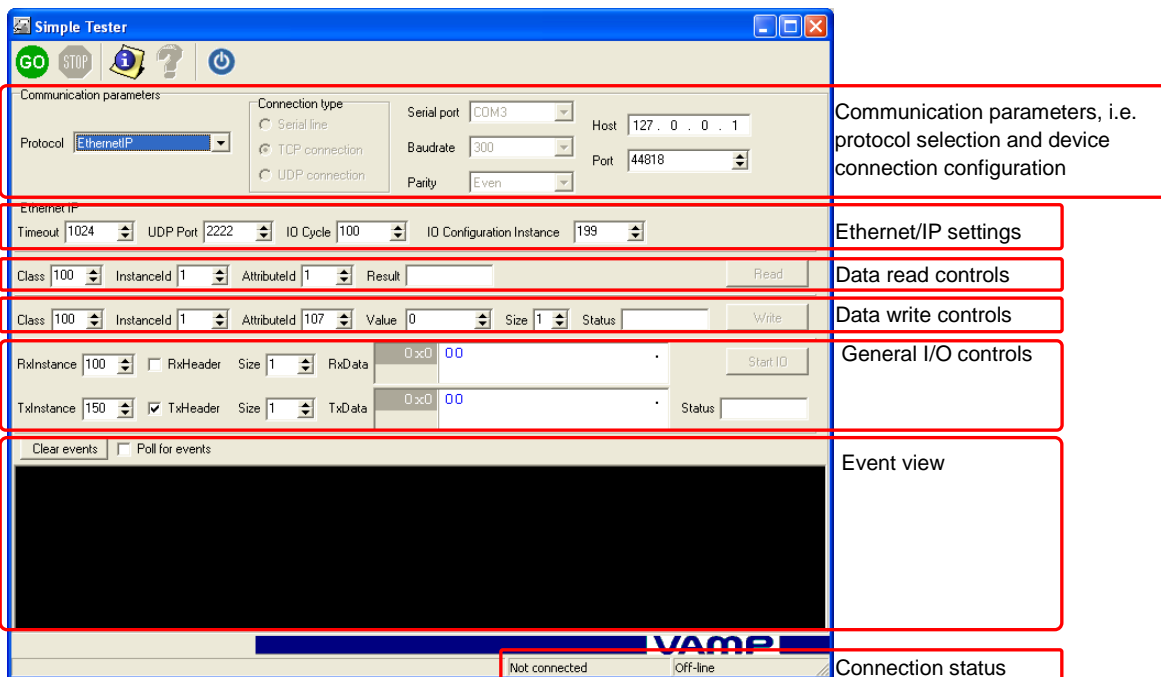 Simple Tester
GO STOP
Communication parameters
Protocol EthernetIP
Connection type
Serial line
TCP connection
UDP connection
Serial port COM3
Baudrate 300
Parity Even
Host 127 . 0 . 0 . 1
Port 44818
Communication parameters, i.e.
protocol selection and device
connection configuration
Ethernet IP
Timeout 1024 UDP Port 2222 IO Cycle 100 IO Configuration Instance 199
Ethernet/IP settings
Class 100 InstanceId 1 AttributeId 1 Result Read
Data read controls
Class 100 InstanceId 1 AttributeId 107 Value 0 Size 1 Status Write
Data write controls
RxInstance 100 RxHeader Size 1 RxData 0x0 00 . Start IO
General I/O controls
TxInstance 150 TxHeader Size 1 TxData 0x0 00 . Status
Clear events Poll for events
Event view
VAMP
Not connected Off-line
Connection status